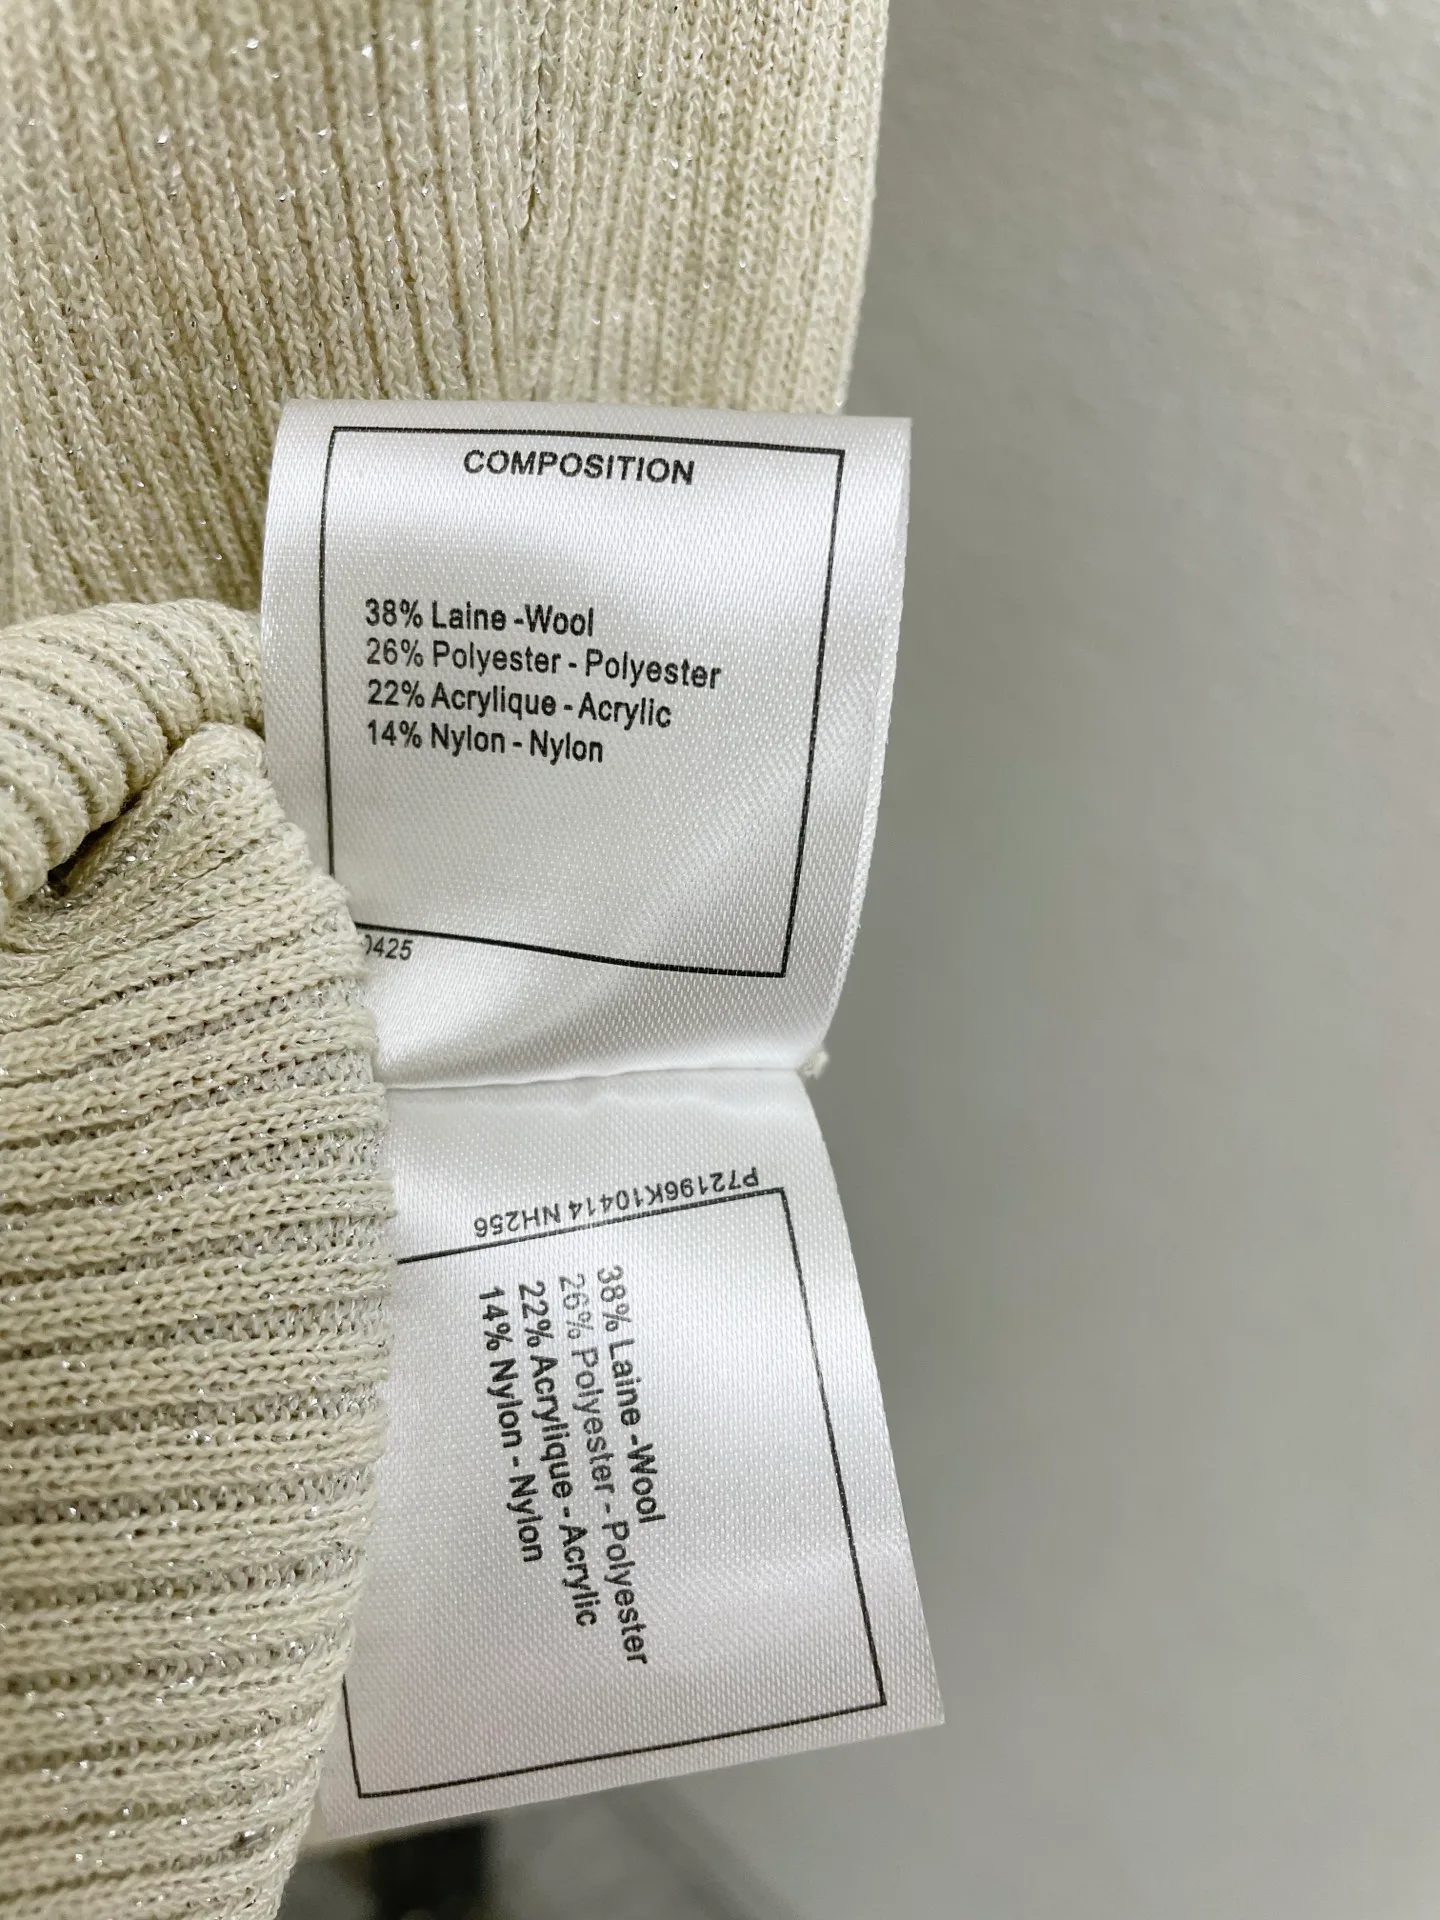 COMPOSITION
38% Laine -Wool
26% Polyester - Polyester
22% Acrylique - Acrylic
14% Nylon - Nylon
0425
P72196K10414 NH256
38% Laine -Wool
26% Polyester - Polyester
22% Acrylique - Acrylic
14% Nylon - Nylon